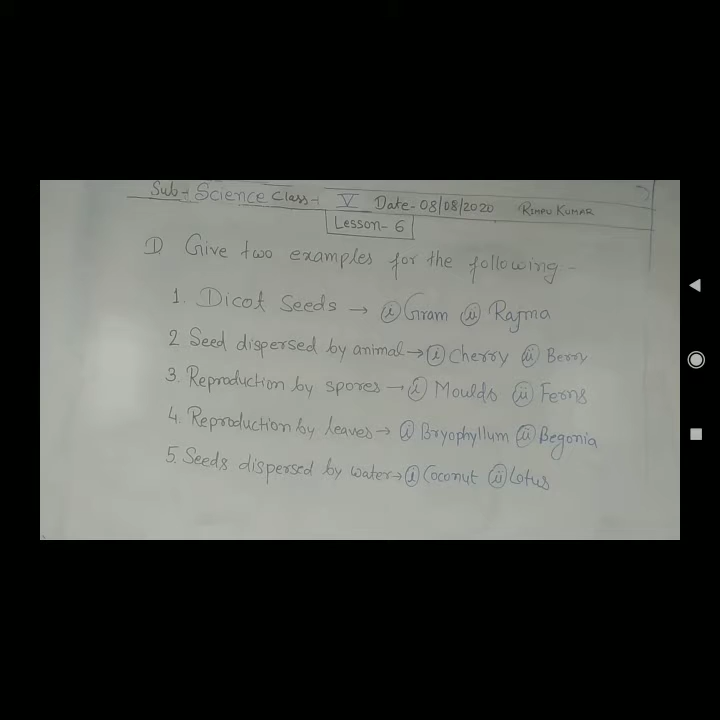 Sub- Science Class- V Date- 08/08/2020 RISHAV KUMAR
Lesson- 6
D Give two examples for the following -
1. Dicot Seeds → (i) Gram (ii) Rajma
2 Seed dispersed by animal → (i) Cherry (ii) Berry
3. Reproduction by spores → (i) Moulds (ii) Ferns
4. Reproduction by leaves → (i) Bryophyllum (ii) Begonia
5. Seeds dispersed by water → (i) Coconut (ii) Lotus